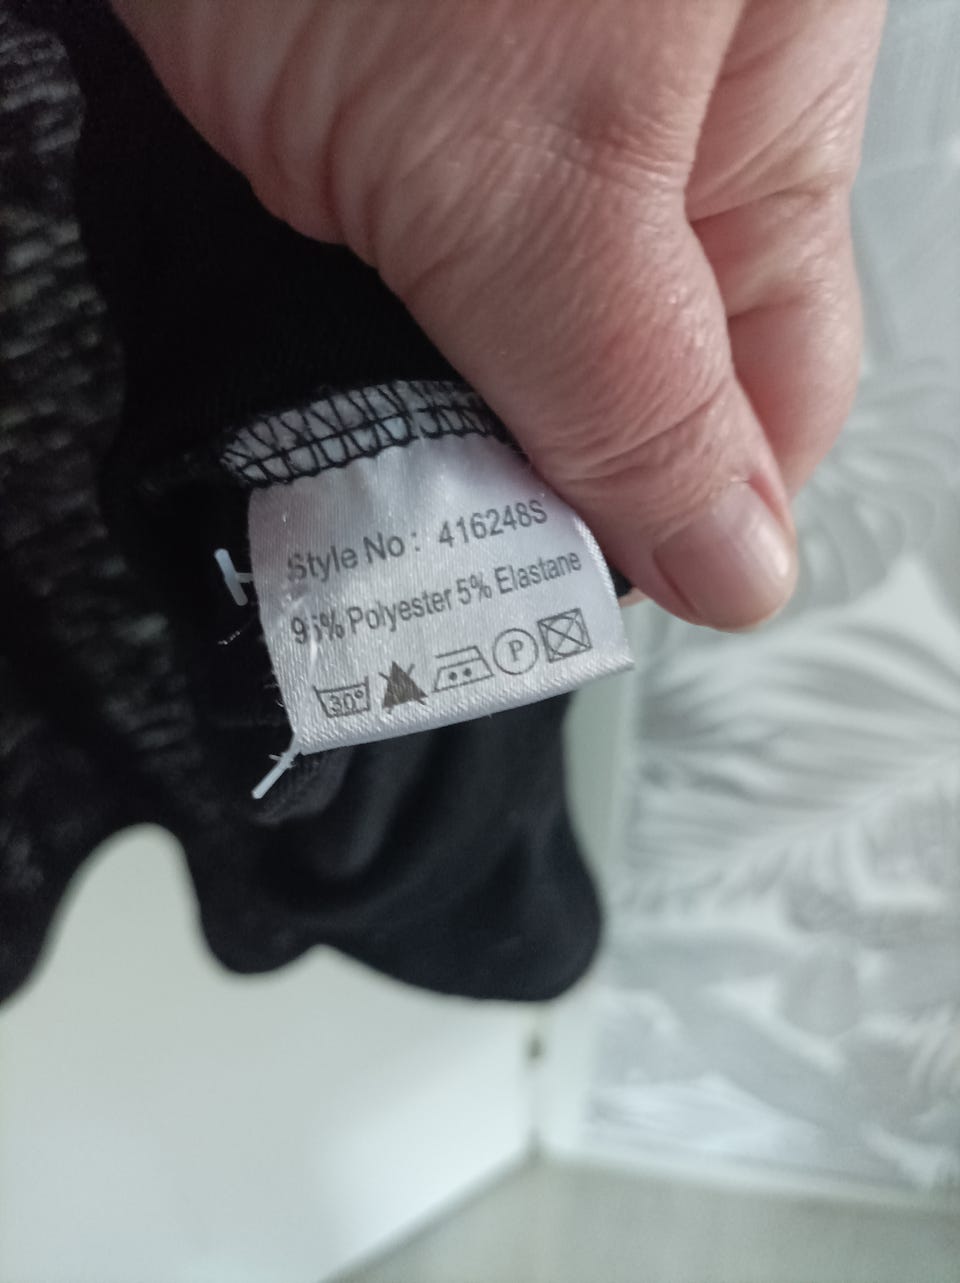 Style No : 416248S
95% Polyester 5% Elastane
30° P